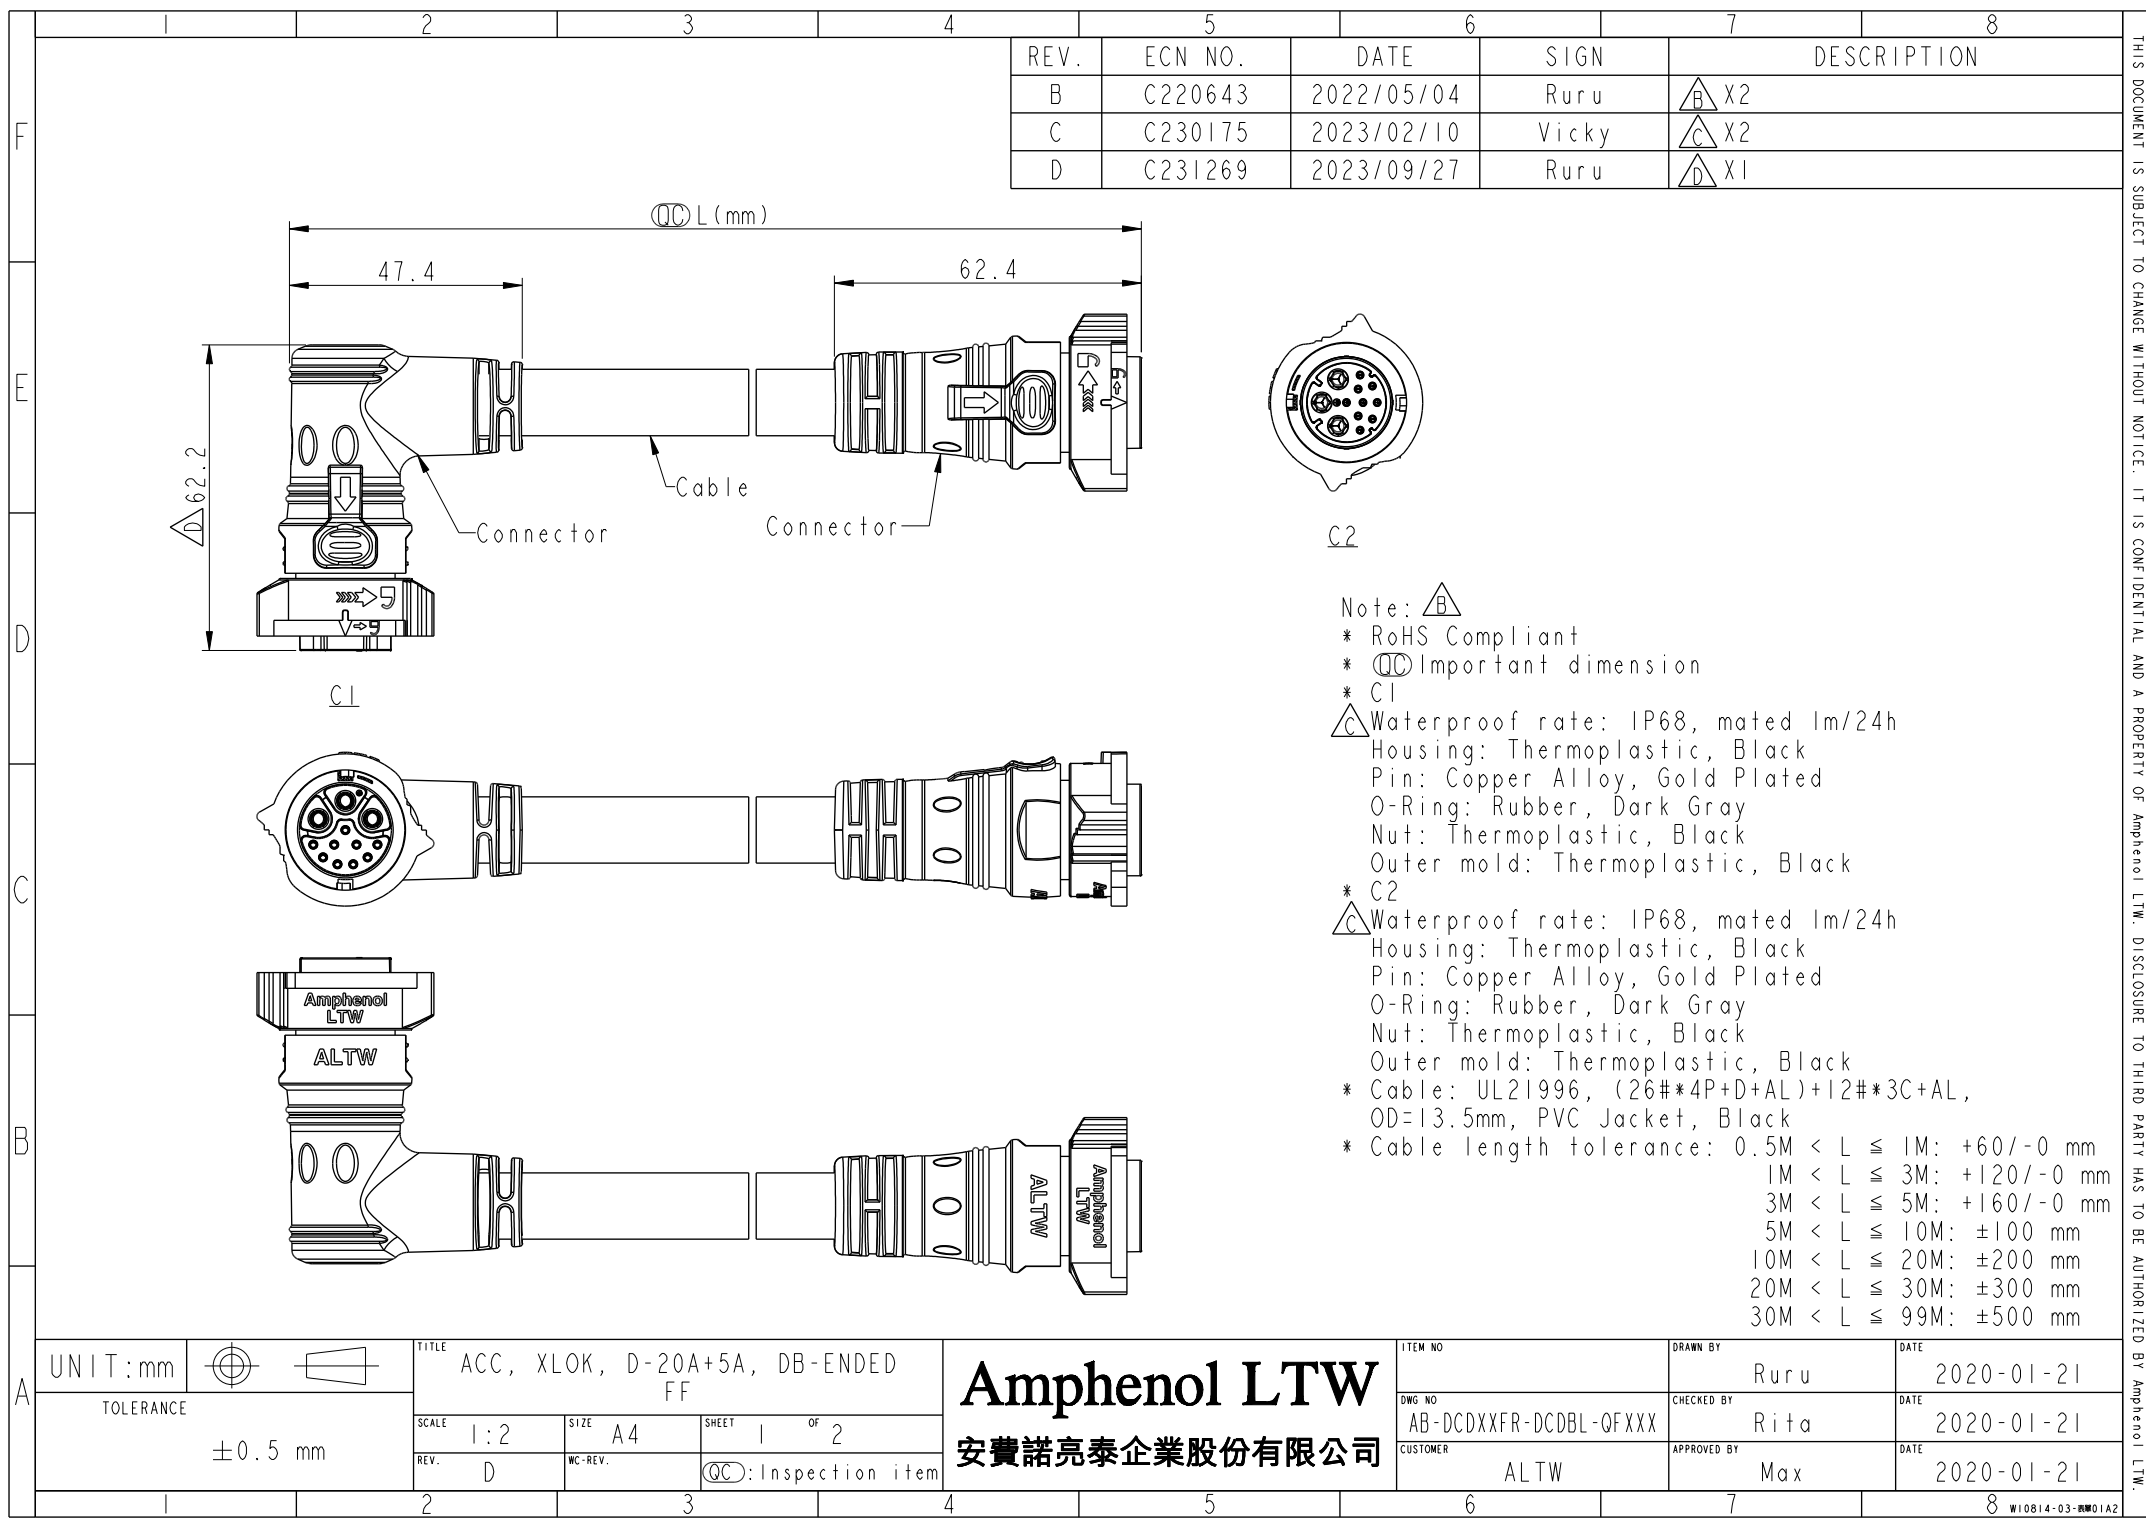 1 2 3 4 5 6 7 8
REV. ECN NO. DATE SIGN DESCRIPTION
B C220643 2022/05/04 Ruru B X2
C C230175 2023/02/10 Vicky C X2
D C231269 2023/09/27 Ruru D X1
F
E
D
C
B
A
QC L(mm)
47.4
62.4
D 62.2
Cable
Connector
Connector
C1
C2
Amphenol
LTW
ALTW
ALTW
Amphenol
LTW
Note: B
* RoHS Compliant
* QC Important dimension
* C1
C Waterproof rate: IP68, mated 1m/24h
Housing: Thermoplastic, Black
Pin: Copper Alloy, Gold Plated
O-Ring: Rubber, Dark Gray
Nut: Thermoplastic, Black
Outer mold: Thermoplastic, Black
* C2
C Waterproof rate: IP68, mated 1m/24h
Housing: Thermoplastic, Black
Pin: Copper Alloy, Gold Plated
O-Ring: Rubber, Dark Gray
Nut: Thermoplastic, Black
Outer mold: Thermoplastic, Black
* Cable: UL21996, (26#*4P+D+AL)+12#*3C+AL,
OD=13.5mm, PVC Jacket, Black
* Cable length tolerance: 0.5M < L ≦ 1M: +60/-0 mm
1M < L ≦ 3M: +120/-0 mm
3M < L ≦ 5M: +160/-0 mm
5M < L ≦ 10M: ±100 mm
10M < L ≦ 20M: ±200 mm
20M < L ≦ 30M: ±300 mm
30M < L ≦ 99M: ±500 mm
UNIT:mm
TOLERANCE
±0.5 mm
TITLE
ACC, XLOK, D-20A+5A, DB-ENDED
FF
SCALE 1:2 SIZE A4 SHEET 1 OF 2
REV. D WC-REV. QC :Inspection item
Amphenol LTW
安費諾亮泰企業股份有限公司
ITEM NO
DRAWN BY Ruru DATE 2020-01-21
DWG NO AB-DCDXXFR-DCDBL-QFXXX
CHECKED BY Rita DATE 2020-01-21
CUSTOMER ALTW
APPROVED BY Max DATE 2020-01-21
1 2 3 4 5 6 7 8
THIS DOCUMENT IS SUBJECT TO CHANGE WITHOUT NOTICE. IT IS CONFIDENTIAL AND A PROPERTY OF Amphenol LTW. DISCLOSURE TO THIRD PARTY HAS TO BE AUTHORIZED BY Amphenol LTW.